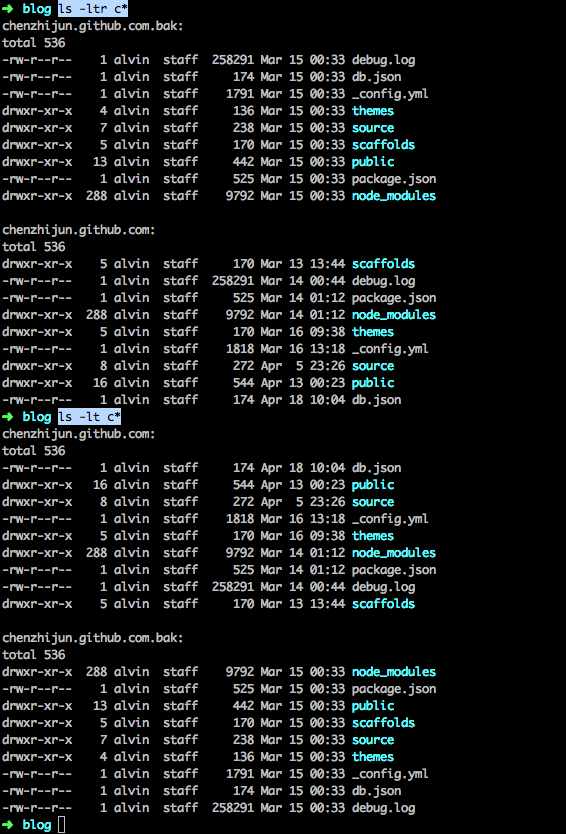 ➜ blog ls -ltr c*
chenzhijun.github.com.bak:
total 536
-rw-r--r-- 1 alvin staff 258291 Mar 15 00:33 debug.log
-rw-r--r-- 1 alvin staff 174 Mar 15 00:33 db.json
-rw-r--r-- 1 alvin staff 1791 Mar 15 00:33 _config.yml
drwxr-xr-x 4 alvin staff 136 Mar 15 00:33 themes
drwxr-xr-x 7 alvin staff 238 Mar 15 00:33 source
drwxr-xr-x 5 alvin staff 170 Mar 15 00:33 scaffolds
drwxr-xr-x 13 alvin staff 442 Mar 15 00:33 public
-rw-r--r-- 1 alvin staff 525 Mar 15 00:33 package.json
drwxr-xr-x 288 alvin staff 9792 Mar 15 00:33 node_modules

chenzhijun.github.com:
total 536
drwxr-xr-x 5 alvin staff 170 Mar 13 13:44 scaffolds
-rw-r--r-- 1 alvin staff 258291 Mar 14 00:44 debug.log
-rw-r--r-- 1 alvin staff 525 Mar 14 01:12 package.json
drwxr-xr-x 288 alvin staff 9792 Mar 14 01:12 node_modules
drwxr-xr-x 5 alvin staff 170 Mar 16 09:38 themes
-rw-r--r-- 1 alvin staff 1818 Mar 16 13:18 _config.yml
drwxr-xr-x 8 alvin staff 272 Apr 5 23:26 source
drwxr-xr-x 16 alvin staff 544 Apr 13 00:23 public
-rw-r--r-- 1 alvin staff 174 Apr 18 10:04 db.json
➜ blog ls -lt c*
chenzhijun.github.com:
total 536
-rw-r--r-- 1 alvin staff 174 Apr 18 10:04 db.json
drwxr-xr-x 16 alvin staff 544 Apr 13 00:23 public
drwxr-xr-x 8 alvin staff 272 Apr 5 23:26 source
-rw-r--r-- 1 alvin staff 1818 Mar 16 13:18 _config.yml
drwxr-xr-x 5 alvin staff 170 Mar 16 09:38 themes
drwxr-xr-x 288 alvin staff 9792 Mar 14 01:12 node_modules
-rw-r--r-- 1 alvin staff 525 Mar 14 01:12 package.json
-rw-r--r-- 1 alvin staff 258291 Mar 14 00:44 debug.log
drwxr-xr-x 5 alvin staff 170 Mar 13 13:44 scaffolds

chenzhijun.github.com.bak:
total 536
drwxr-xr-x 288 alvin staff 9792 Mar 15 00:33 node_modules
-rw-r--r-- 1 alvin staff 525 Mar 15 00:33 package.json
drwxr-xr-x 13 alvin staff 442 Mar 15 00:33 public
drwxr-xr-x 5 alvin staff 170 Mar 15 00:33 scaffolds
drwxr-xr-x 7 alvin staff 238 Mar 15 00:33 source
drwxr-xr-x 4 alvin staff 136 Mar 15 00:33 themes
-rw-r--r-- 1 alvin staff 1791 Mar 15 00:33 _config.yml
-rw-r--r-- 1 alvin staff 174 Mar 15 00:33 db.json
-rw-r--r-- 1 alvin staff 258291 Mar 15 00:33 debug.log
➜ blog